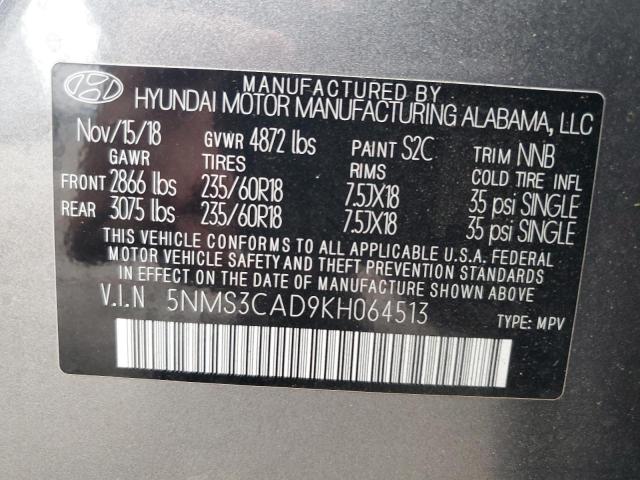 MANUFACTURED BY
HYUNDAI MOTOR MANUFACTURING ALABAMA, LLC
Nov/15/18 GVWR 4872 lbs PAINT S2C TRIM NNB
GAWR TIRES RIMS COLD TIRE INFL
FRONT 2866 lbs 235/60R18 7.5JX18 35 psi SINGLE
REAR 3075 lbs 235/60R18 7.5JX18 35 psi SINGLE
THIS VEHICLE CONFORMS TO ALL APPLICABLE U.S.A. FEDERAL
MOTOR VEHICLE SAFETY AND THEFT PREVENTION STANDARDS
IN EFFECT ON THE DATE OF MANUFACTURE SHOWN ABOVE.
V.I.N 5NMS3CAD9KH064513
TYPE: MPV